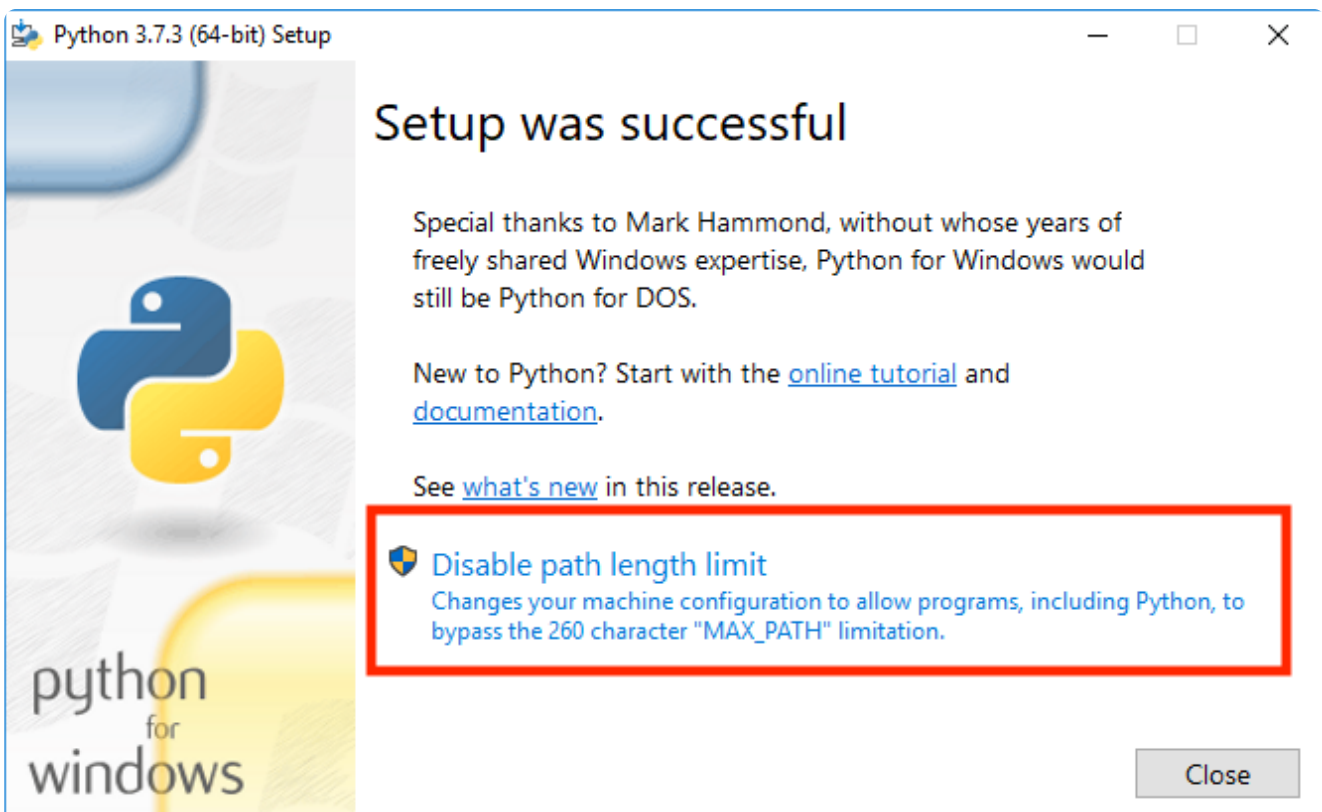 Python 3.7.3 (64-bit) Setup
Setup was successful
Special thanks to Mark Hammond, without whose years of
freely shared Windows expertise, Python for Windows would
still be Python for DOS.
New to Python? Start with the online tutorial and
documentation.
See what's new in this release.
Disable path length limit
Changes your machine configuration to allow programs, including Python, to
bypass the 260 character "MAX_PATH" limitation.
python
for
windows
Close